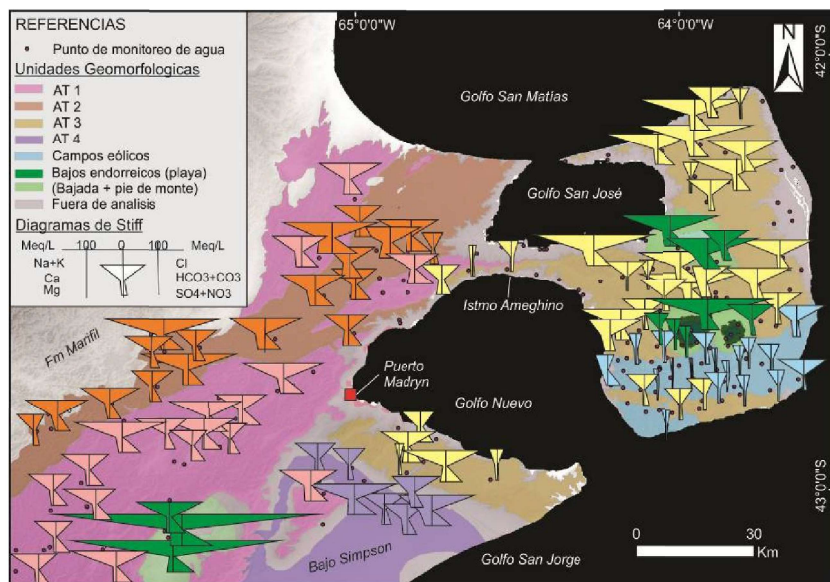 REFERENCIAS
Punto de monitoreo de agua
Unidades Geomorfologicas
AT 1
AT 2
AT 3
AT 4
Campos eólicos
Bajos endorreicos (playa)
(Bajada + pie de monte)
Fuera de analisis
Diagramas de Stiff
Meq/L 100 0 100 Meq/L
Na+K Cl
Ca HCO3+CO3
Mg SO4+NO3
65°0'0"W
64°0'0"W
42°0'0"S
43°0'0"S
N
Golfo San Matías
Golfo San José
Istmo Ameghino
Fm Marifil
Puerto
Madryn
Golfo Nuevo
Bajo Simpson
Golfo San Jorge
0 30
Km